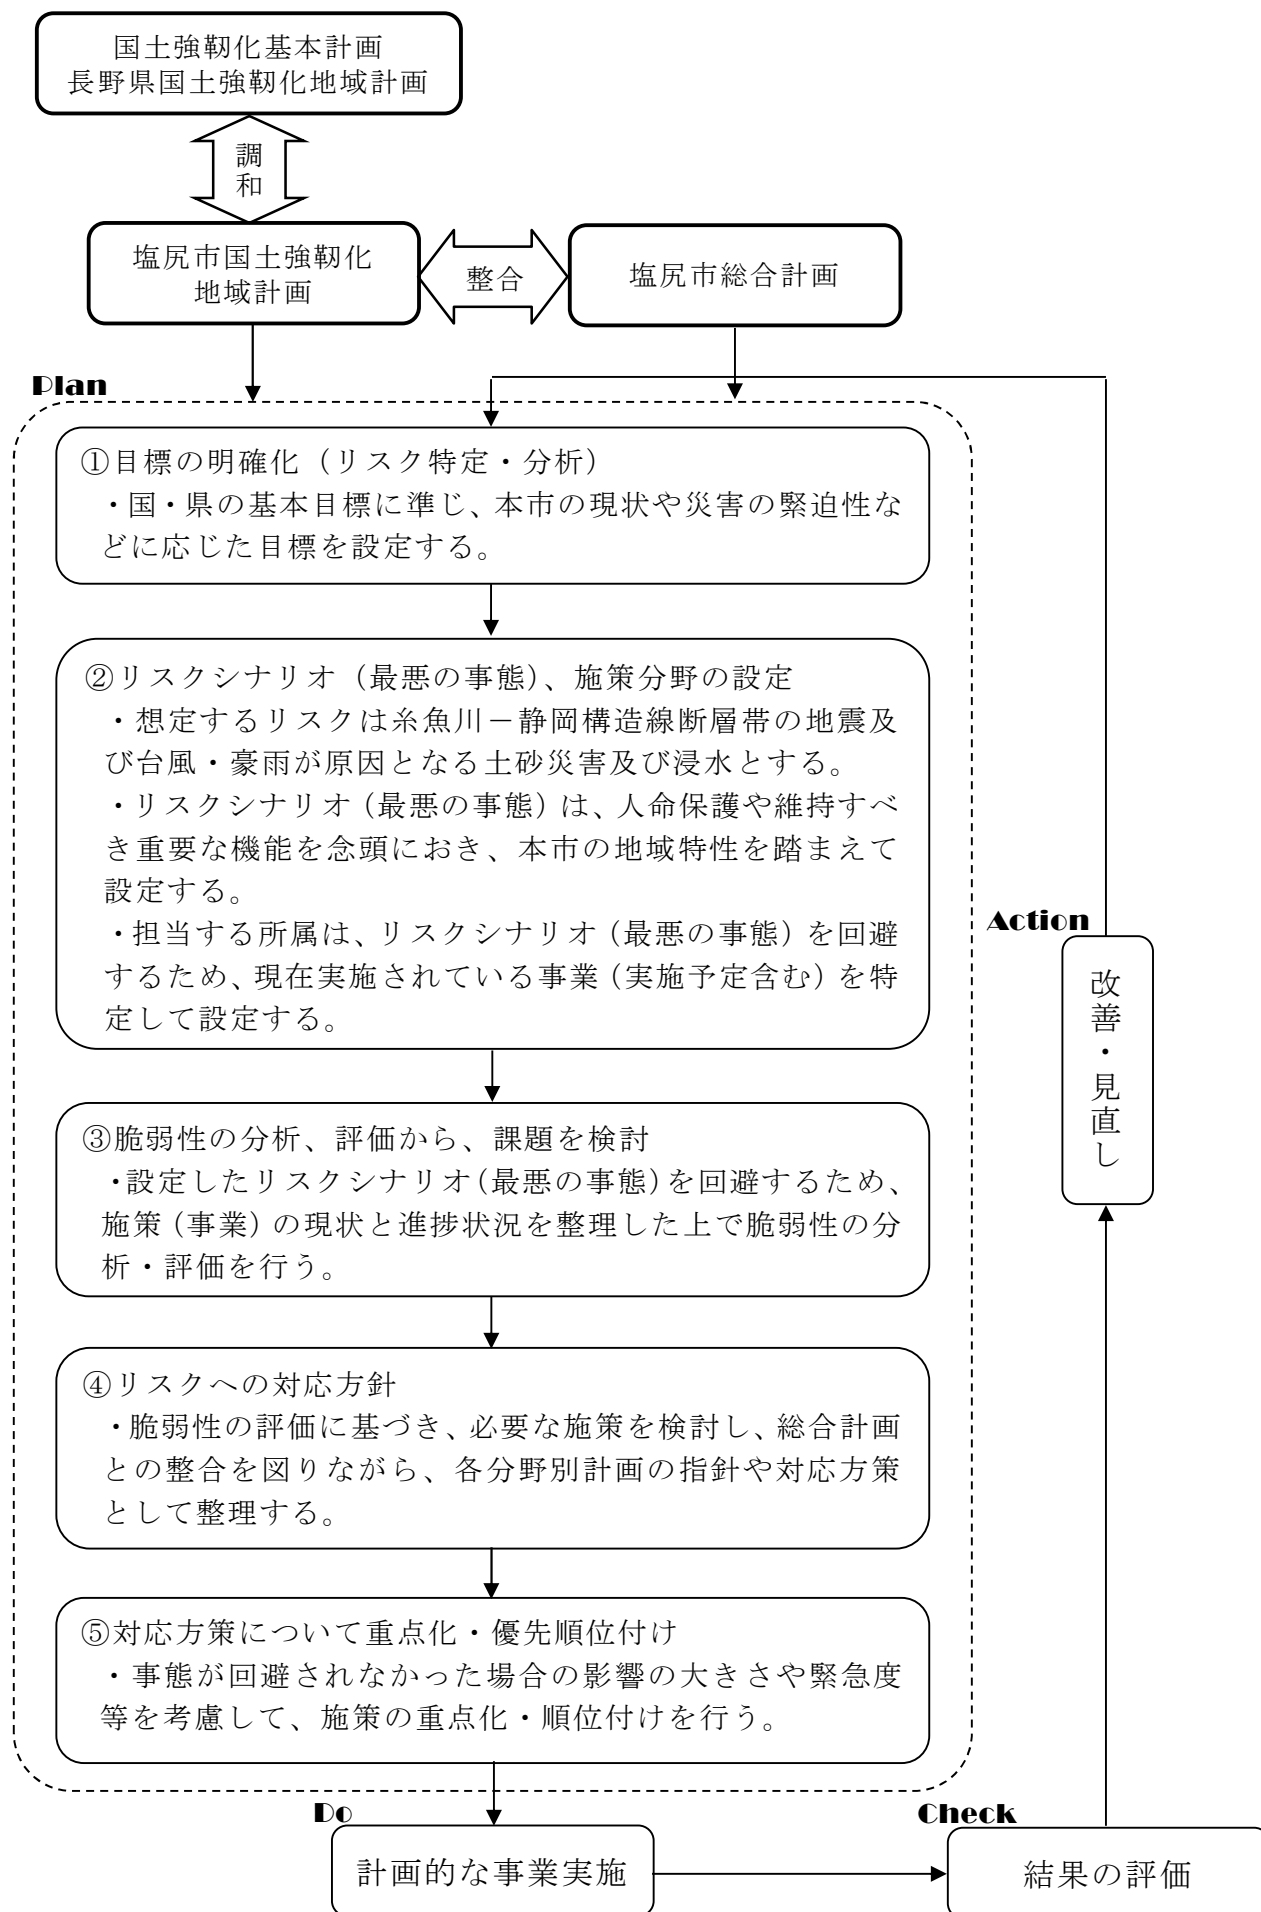 国土強靱化基本計画
長野県国土強靱化地域計画
調
和
塩尻市国土強靱化
地域計画
整合
塩尻市総合計画
Plan
①目標の明確化（リスク特定・分析）
・国・県の基本目標に準じ、本市の現状や災害の緊迫性な
どに応じた目標を設定する。
②リスクシナリオ（最悪の事態）、施策分野の設定
・想定するリスクは糸魚川－静岡構造線断層帯の地震及
び台風・豪雨が原因となる土砂災害及び浸水とする。
・リスクシナリオ（最悪の事態）は、人命保護や維持すべ
き重要な機能を念頭におき、本市の地域特性を踏まえて
設定する。
・担当する所属は、リスクシナリオ（最悪の事態）を回避
するため、現在実施されている事業（実施予定含む）を特
定して設定する。
③脆弱性の分析、評価から、課題を検討
・設定したリスクシナリオ（最悪の事態）を回避するため、
施策（事業）の現状と進捗状況を整理した上で脆弱性の分
析・評価を行う。
④リスクへの対応方針
・脆弱性の評価に基づき、必要な施策を検討し、総合計画
との整合を図りながら、各分野別計画の指針や対応方策
として整理する。
⑤対応方策について重点化・優先順位付け
・事態が回避されなかった場合の影響の大きさや緊急度
等を考慮して、施策の重点化・順位付けを行う。
Do
計画的な事業実施
Check
結果の評価
Action
改善・見直し